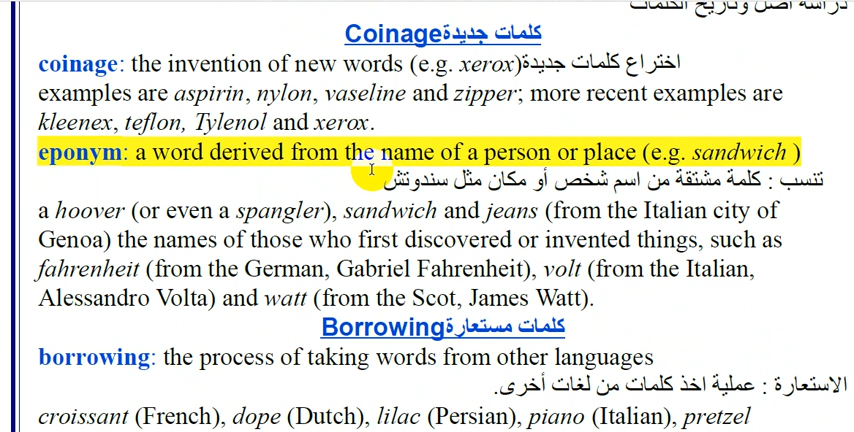 دراسة أصل وتاريخ الكلمات
Coinageكلمات جديدة
coinage: the invention of new words (e.g. xerox)اختراع كلمات جديدة
examples are aspirin, nylon, vaseline and zipper; more recent examples are
kleenex, teflon, Tylenol and xerox.
eponym: a word derived from the name of a person or place (e.g. sandwich )
تنسب : كلمة مشتقة من اسم شخص أو مكان مثل سندوتش
a hoover (or even a spangler), sandwich and jeans (from the Italian city of
Genoa) the names of those who first discovered or invented things, such as
fahrenheit (from the German, Gabriel Fahrenheit), volt (from the Italian,
Alessandro Volta) and watt (from the Scot, James Watt).
Borrowingكلمات مستعارة
borrowing: the process of taking words from other languages
الاستعارة : عملية اخذ كلمات من لغات أخرى.
croissant (French), dope (Dutch), lilac (Persian), piano (Italian), pretzel